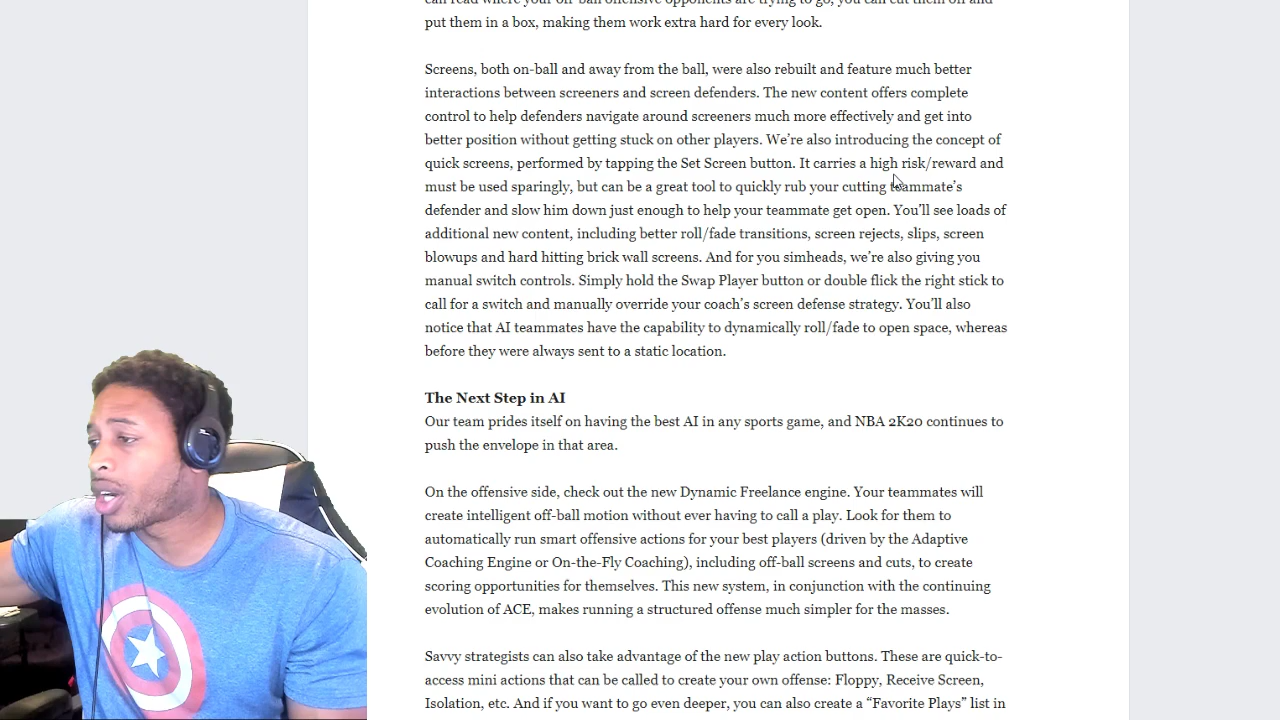 can read where your off-ball offensive opponents are trying to go, you can cut them off and
put them in a box, making them work extra hard for every look.
Screens, both on-ball and away from the ball, were also rebuilt and feature much better
interactions between screeners and screen defenders. The new content offers complete
control to help defenders navigate around screeners much more effectively and get into
better position without getting stuck on other players. We’re also introducing the concept of
quick screens, performed by tapping the Set Screen button. It carries a high risk/reward and
must be used sparingly, but can be a great tool to quickly rub your cutting teammate’s
defender and slow him down just enough to help your teammate get open. You’ll see loads of
additional new content, including better roll/fade transitions, screen rejects, slips, screen
blowups and hard hitting brick wall screens. And for you simheads, we’re also giving you
manual switch controls. Simply hold the Swap Player button or double flick the right stick to
call for a switch and manually override your coach’s screen defense strategy. You’ll also
notice that AI teammates have the capability to dynamically roll/fade to open space, whereas
before they were always sent to a static location.
The Next Step in AI
Our team prides itself on having the best AI in any sports game, and NBA 2K20 continues to
push the envelope in that area.
On the offensive side, check out the new Dynamic Freelance engine. Your teammates will
create intelligent off-ball motion without ever having to call a play. Look for them to
automatically run smart offensive actions for your best players (driven by the Adaptive
Coaching Engine or On-the-Fly Coaching), including off-ball screens and cuts, to create
scoring opportunities for themselves. This new system, in conjunction with the continuing
evolution of ACE, makes running a structured offense much simpler for the masses.
Savvy strategists can also take advantage of the new play action buttons. These are quick-to-
access mini actions that can be called to create your own offense: Floppy, Receive Screen,
Isolation, etc. And if you want to go even deeper, you can also create a “Favorite Plays” list in